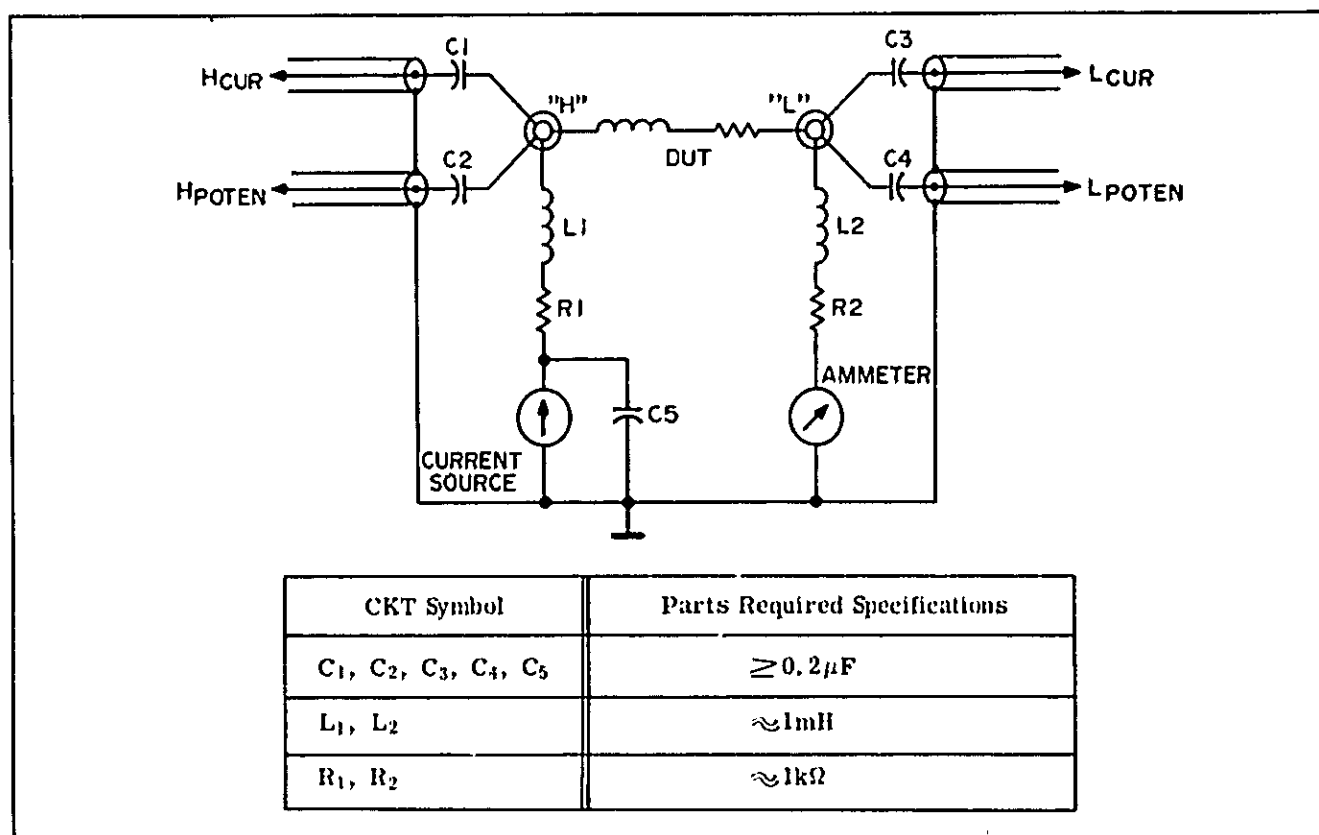 C1
C3
HCUR
"H"
"L"
LCUR
C2
DUT
C4
HPOTEN
LPOTEN
L1
L2
R1
R2
AMMETER
C5
CURRENT
SOURCE
CKT Symbol Parts Required Specifications
C1, C2, C3, C4, C5 ≥0.2μF
L1, L2 ≈1mH
R1, R2 ≈1kΩ